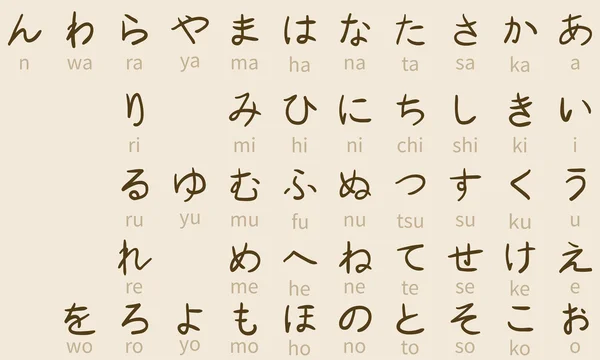 ん わ ら や ま は な た さ か あ
n wa ra ya ma ha na ta sa ka a
り み ひ に ち し き い
ri mi hi ni chi shi ki i
る ゆ む ふ ぬ つ す く う
ru yu mu fu nu tsu su ku u
れ め へ ね て せ け え
re me he ne te se ke e
を ろ よ も ほ の と そ こ お
wo ro yo mo ho no to so ko o